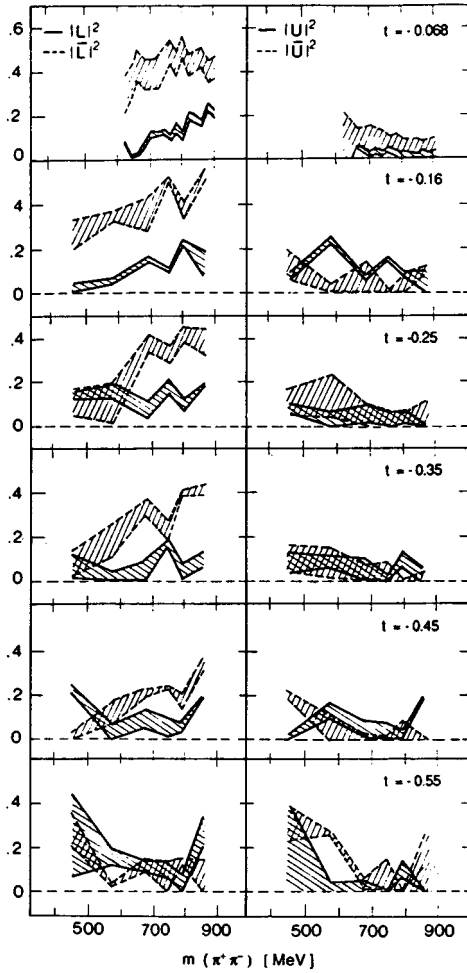 |L|²
|L̄|²
|U|²
|Ū|²
t = -0.068
.6
.4
.2
0
t = -0.16
.4
.2
0
t = -0.25
.4
.2
0
t = -0.35
.4
.2
0
t = -0.45
.4
.2
0
t = -0.55
.4
.2
0
500 700 900 500 700 900
m (π⁺π⁻) [MeV]